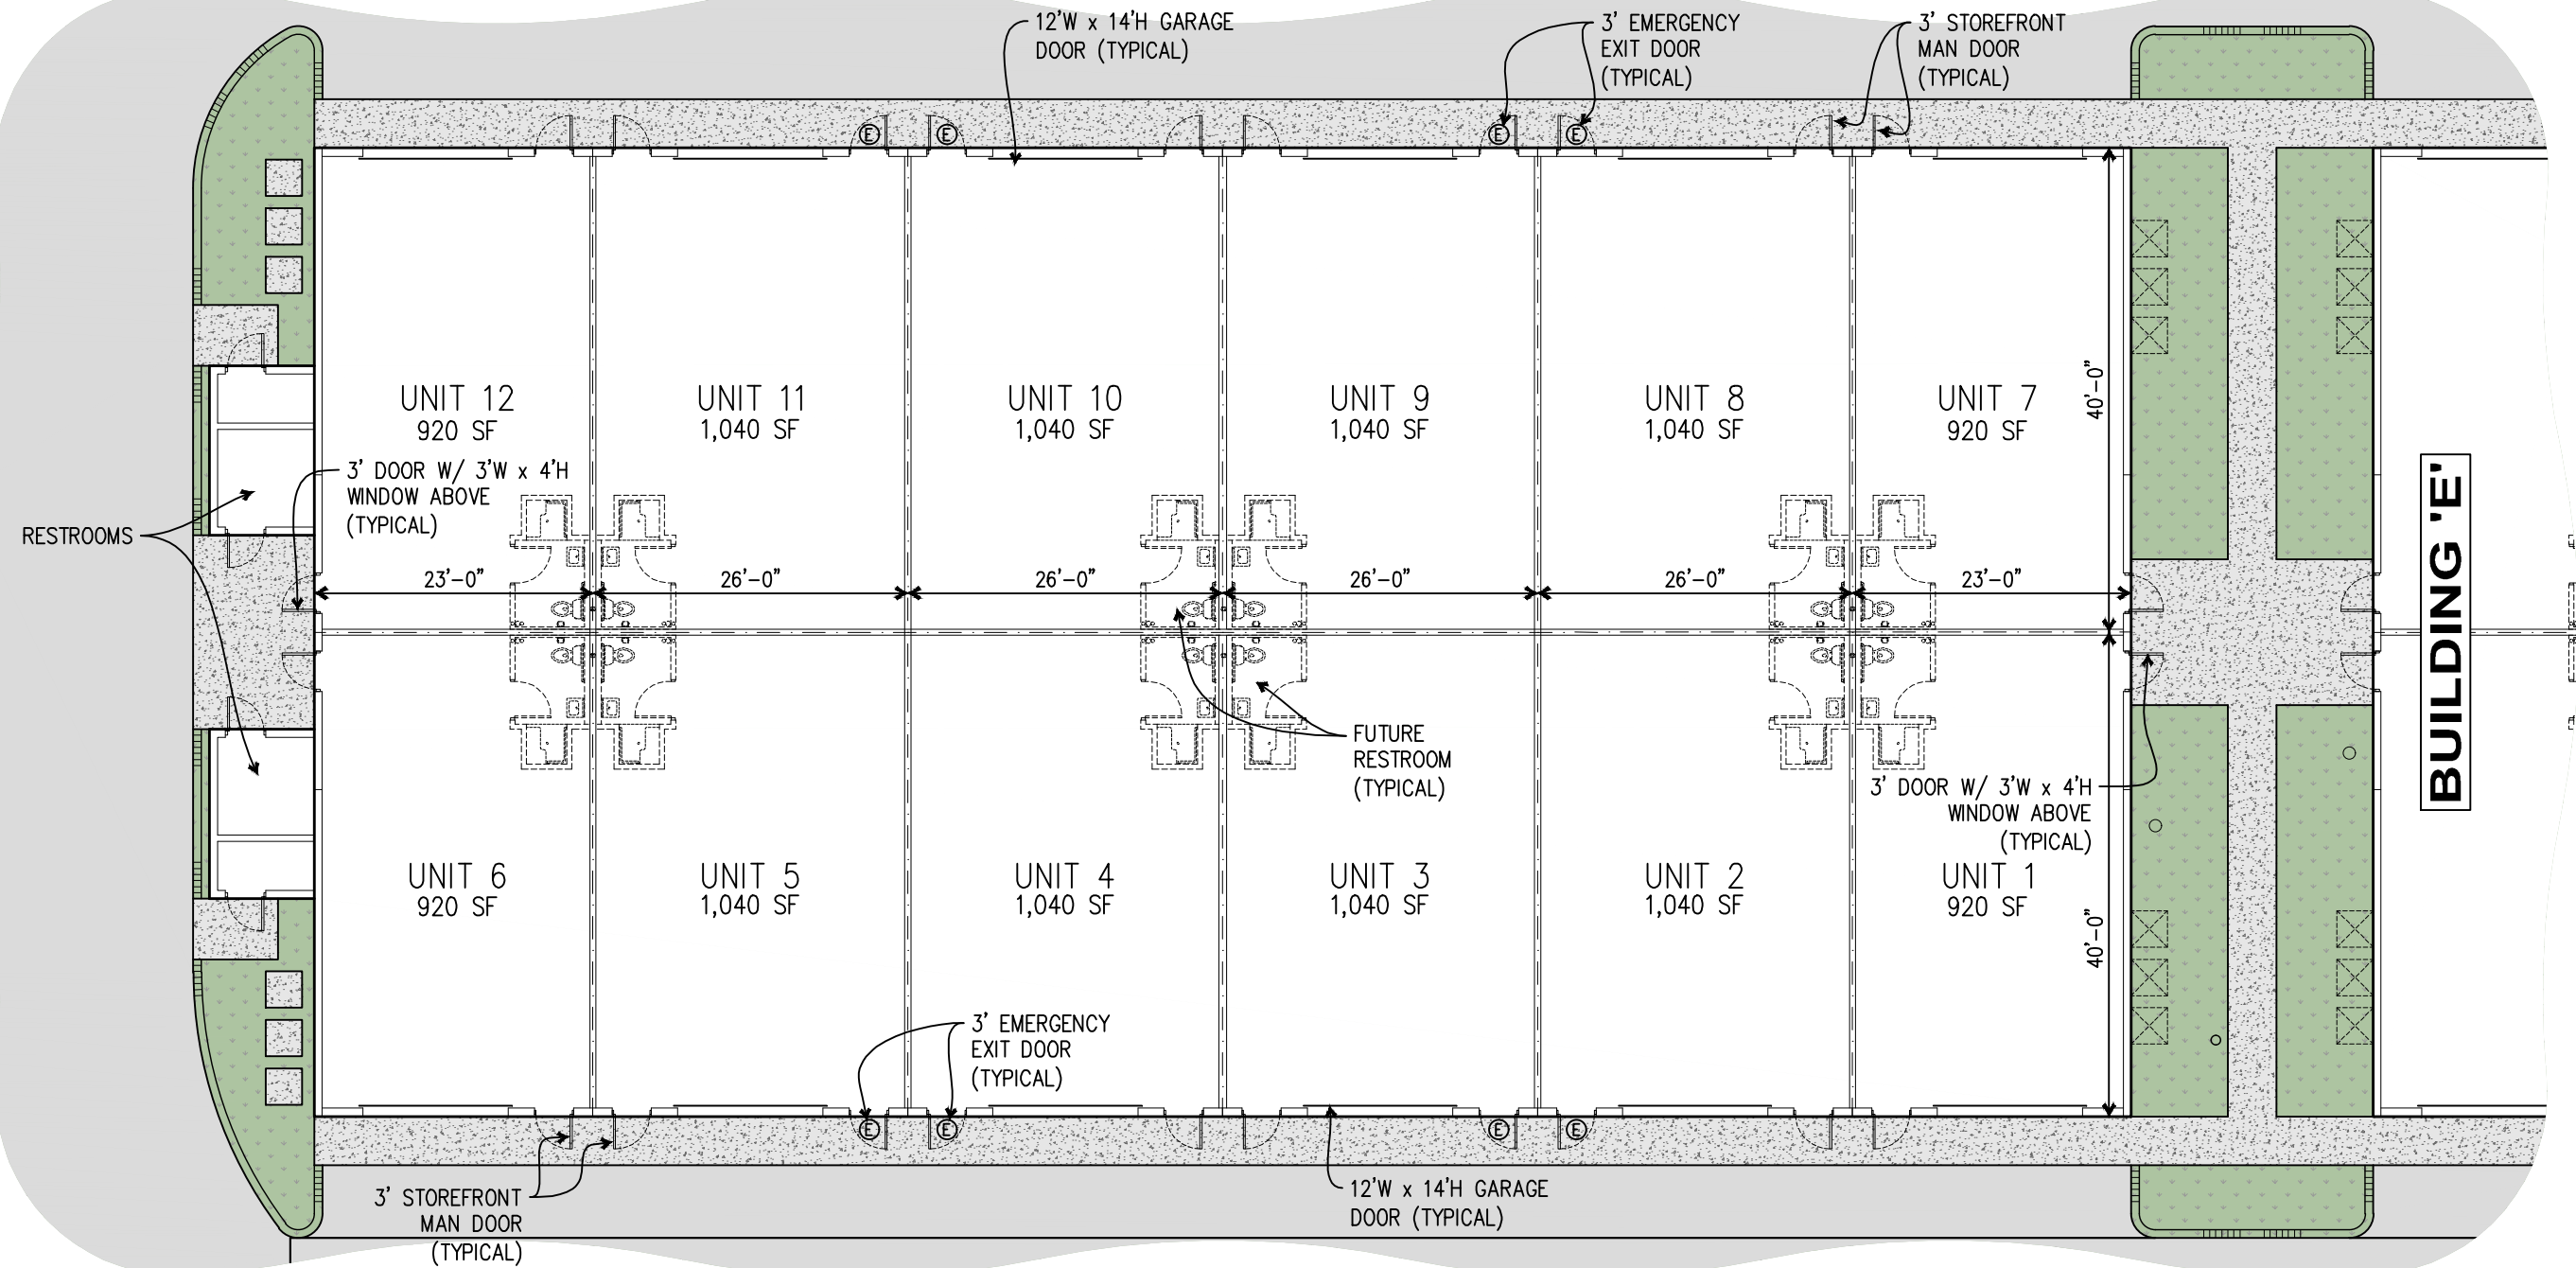 12'W x 14'H GARAGE
DOOR (TYPICAL)
3' EMERGENCY
EXIT DOOR
(TYPICAL)
3' STOREFRONT
MAN DOOR
(TYPICAL)
E
E
E
E
UNIT 12
920 SF
UNIT 11
1,040 SF
UNIT 10
1,040 SF
UNIT 9
1,040 SF
UNIT 8
1,040 SF
UNIT 7
920 SF
40'-0"
3' DOOR W/ 3'W x 4'H
WINDOW ABOVE
(TYPICAL)
RESTROOMS
23'-0"
26'-0"
26'-0"
26'-0"
26'-0"
23'-0"
BUILDING 'E'
FUTURE
RESTROOM
(TYPICAL)
3' DOOR W/ 3'W x 4'H
WINDOW ABOVE
(TYPICAL)
UNIT 6
920 SF
UNIT 5
1,040 SF
UNIT 4
1,040 SF
UNIT 3
1,040 SF
UNIT 2
1,040 SF
UNIT 1
920 SF
40'-0"
3' EMERGENCY
EXIT DOOR
(TYPICAL)
E
E
E
E
3' STOREFRONT
MAN DOOR
(TYPICAL)
12'W x 14'H GARAGE
DOOR (TYPICAL)